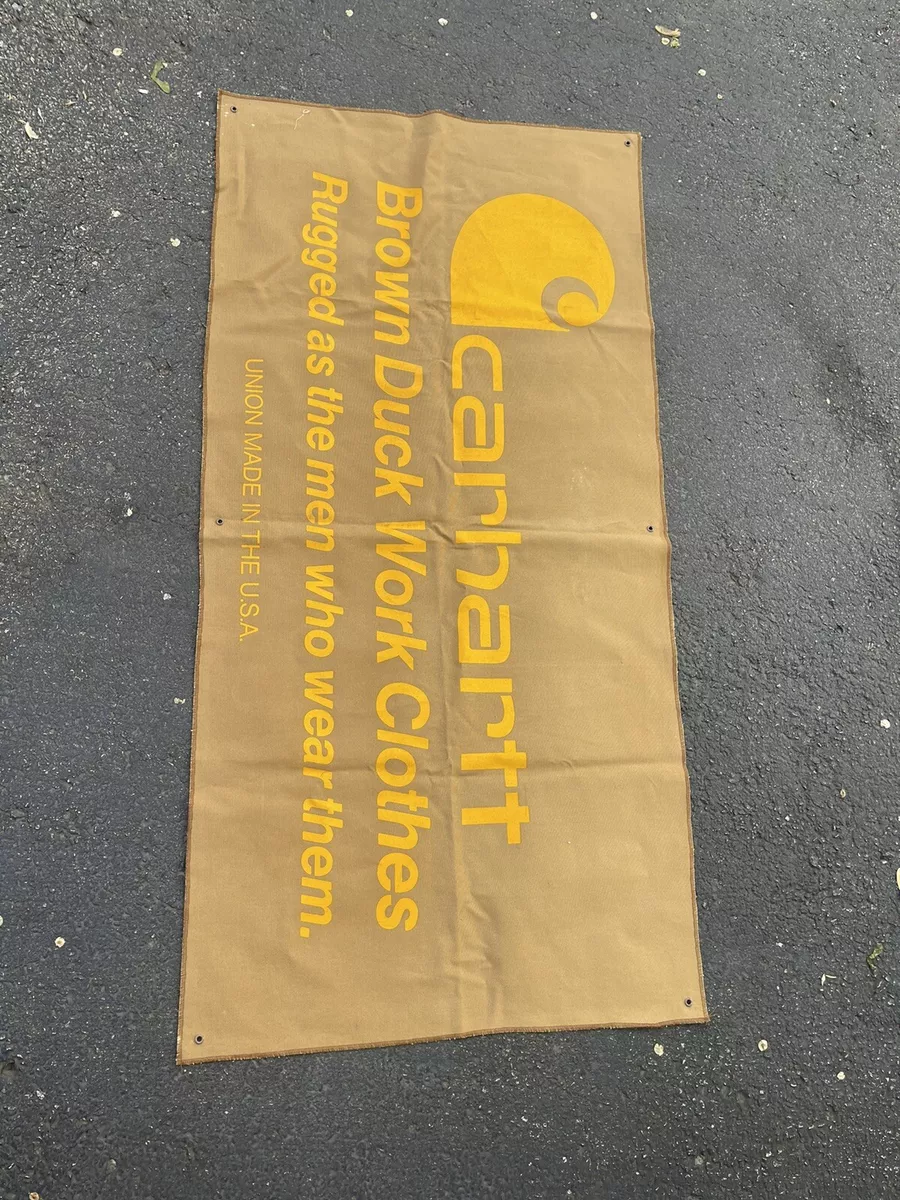 carhartt
Brown Duck Work Clothes
Rugged as the men who wear them.
UNION MADE IN THE U.S.A.